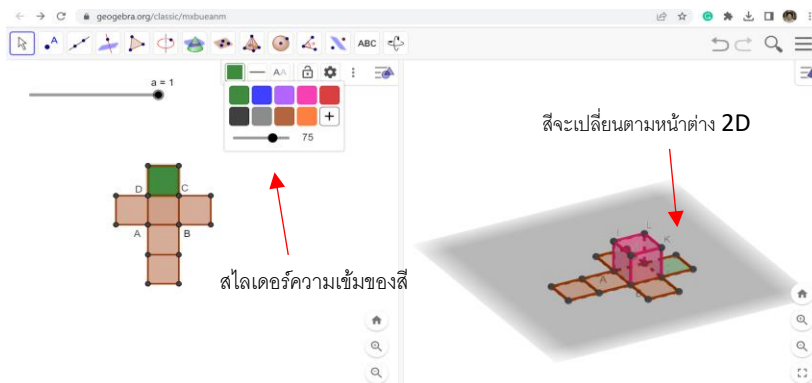 geogebra.org/classic/mxbueanm
ABC
a = 1
AA
75
D
C
A
B
สไลเดอร์ความเข้มของสี
สีจะเปลี่ยนตามหน้าต่าง 2D
L
K
A